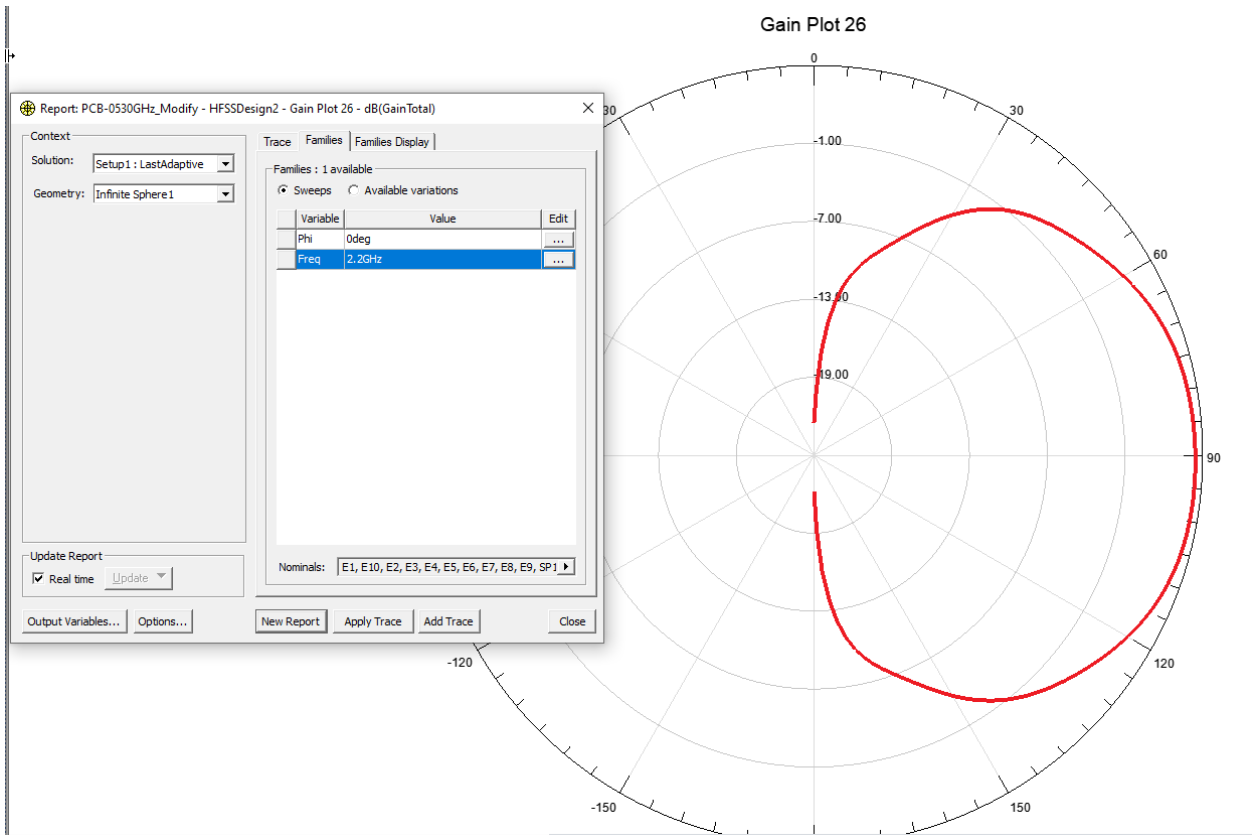 Gain Plot 26
0
30
30
-1.00
-7.00
60
-13.00
-19.00
90
120
-120
150
-150
Report: PCB-0530GHz_Modify - HFSSDesign2 - Gain Plot 26 - dB(GainTotal)
Context
Solution: Setup1 : LastAdaptive
Geometry: Infinite Sphere1
Trace Families Families Display
Families : 1 available
Sweeps Available variations
Variable Value Edit
Phi 0deg ...
Freq 2.2GHz ...
Nominals: E1, E10, E2, E3, E4, E5, E6, E7, E8, E9, SP1
Update Report
Real time Update
Output Variables... Options... New Report Apply Trace Add Trace Close